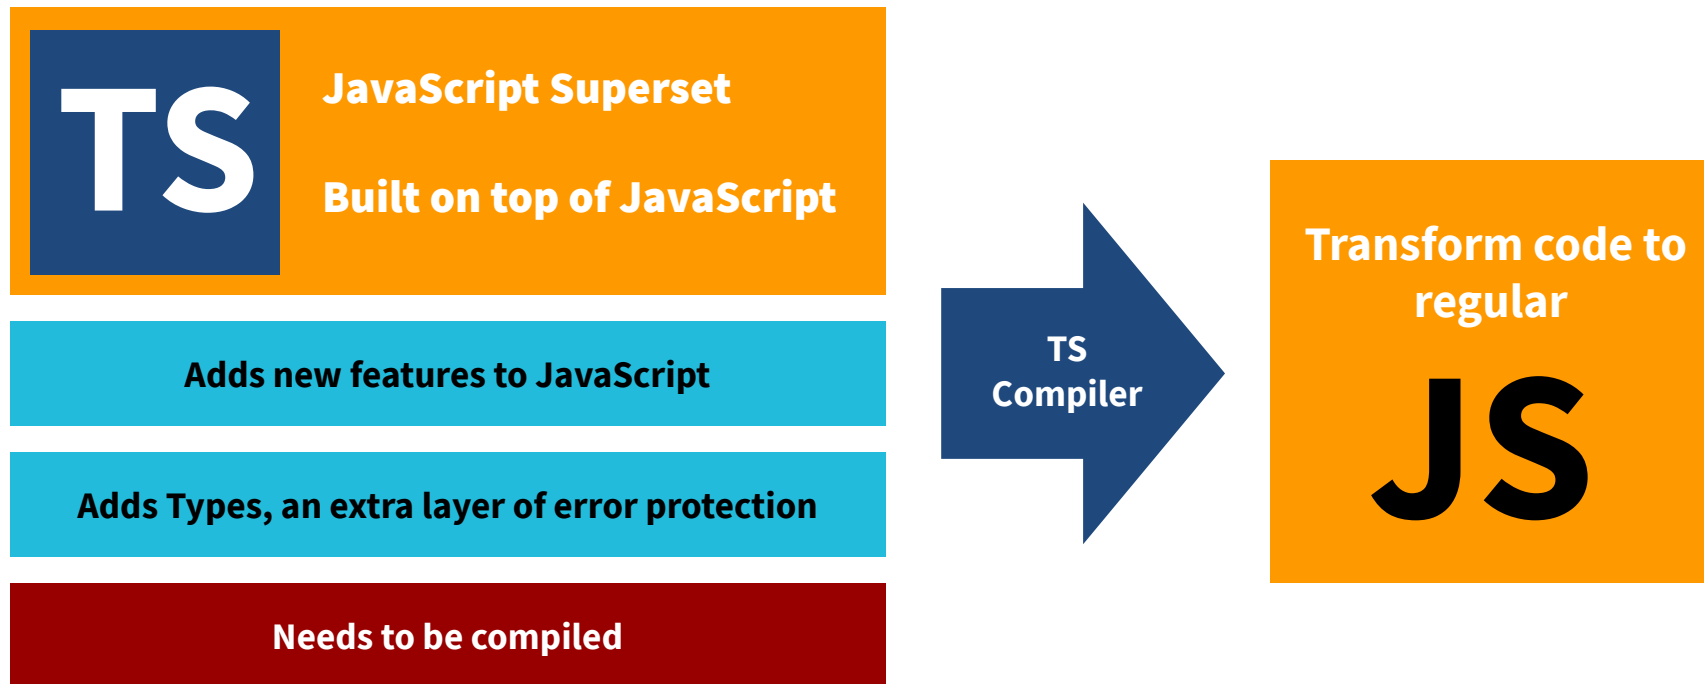 TS
JavaScript Superset
Built on top of JavaScript
Adds new features to JavaScript
Adds Types, an extra layer of error protection
Needs to be compiled
TS
Compiler
Transform code to
regular
JS